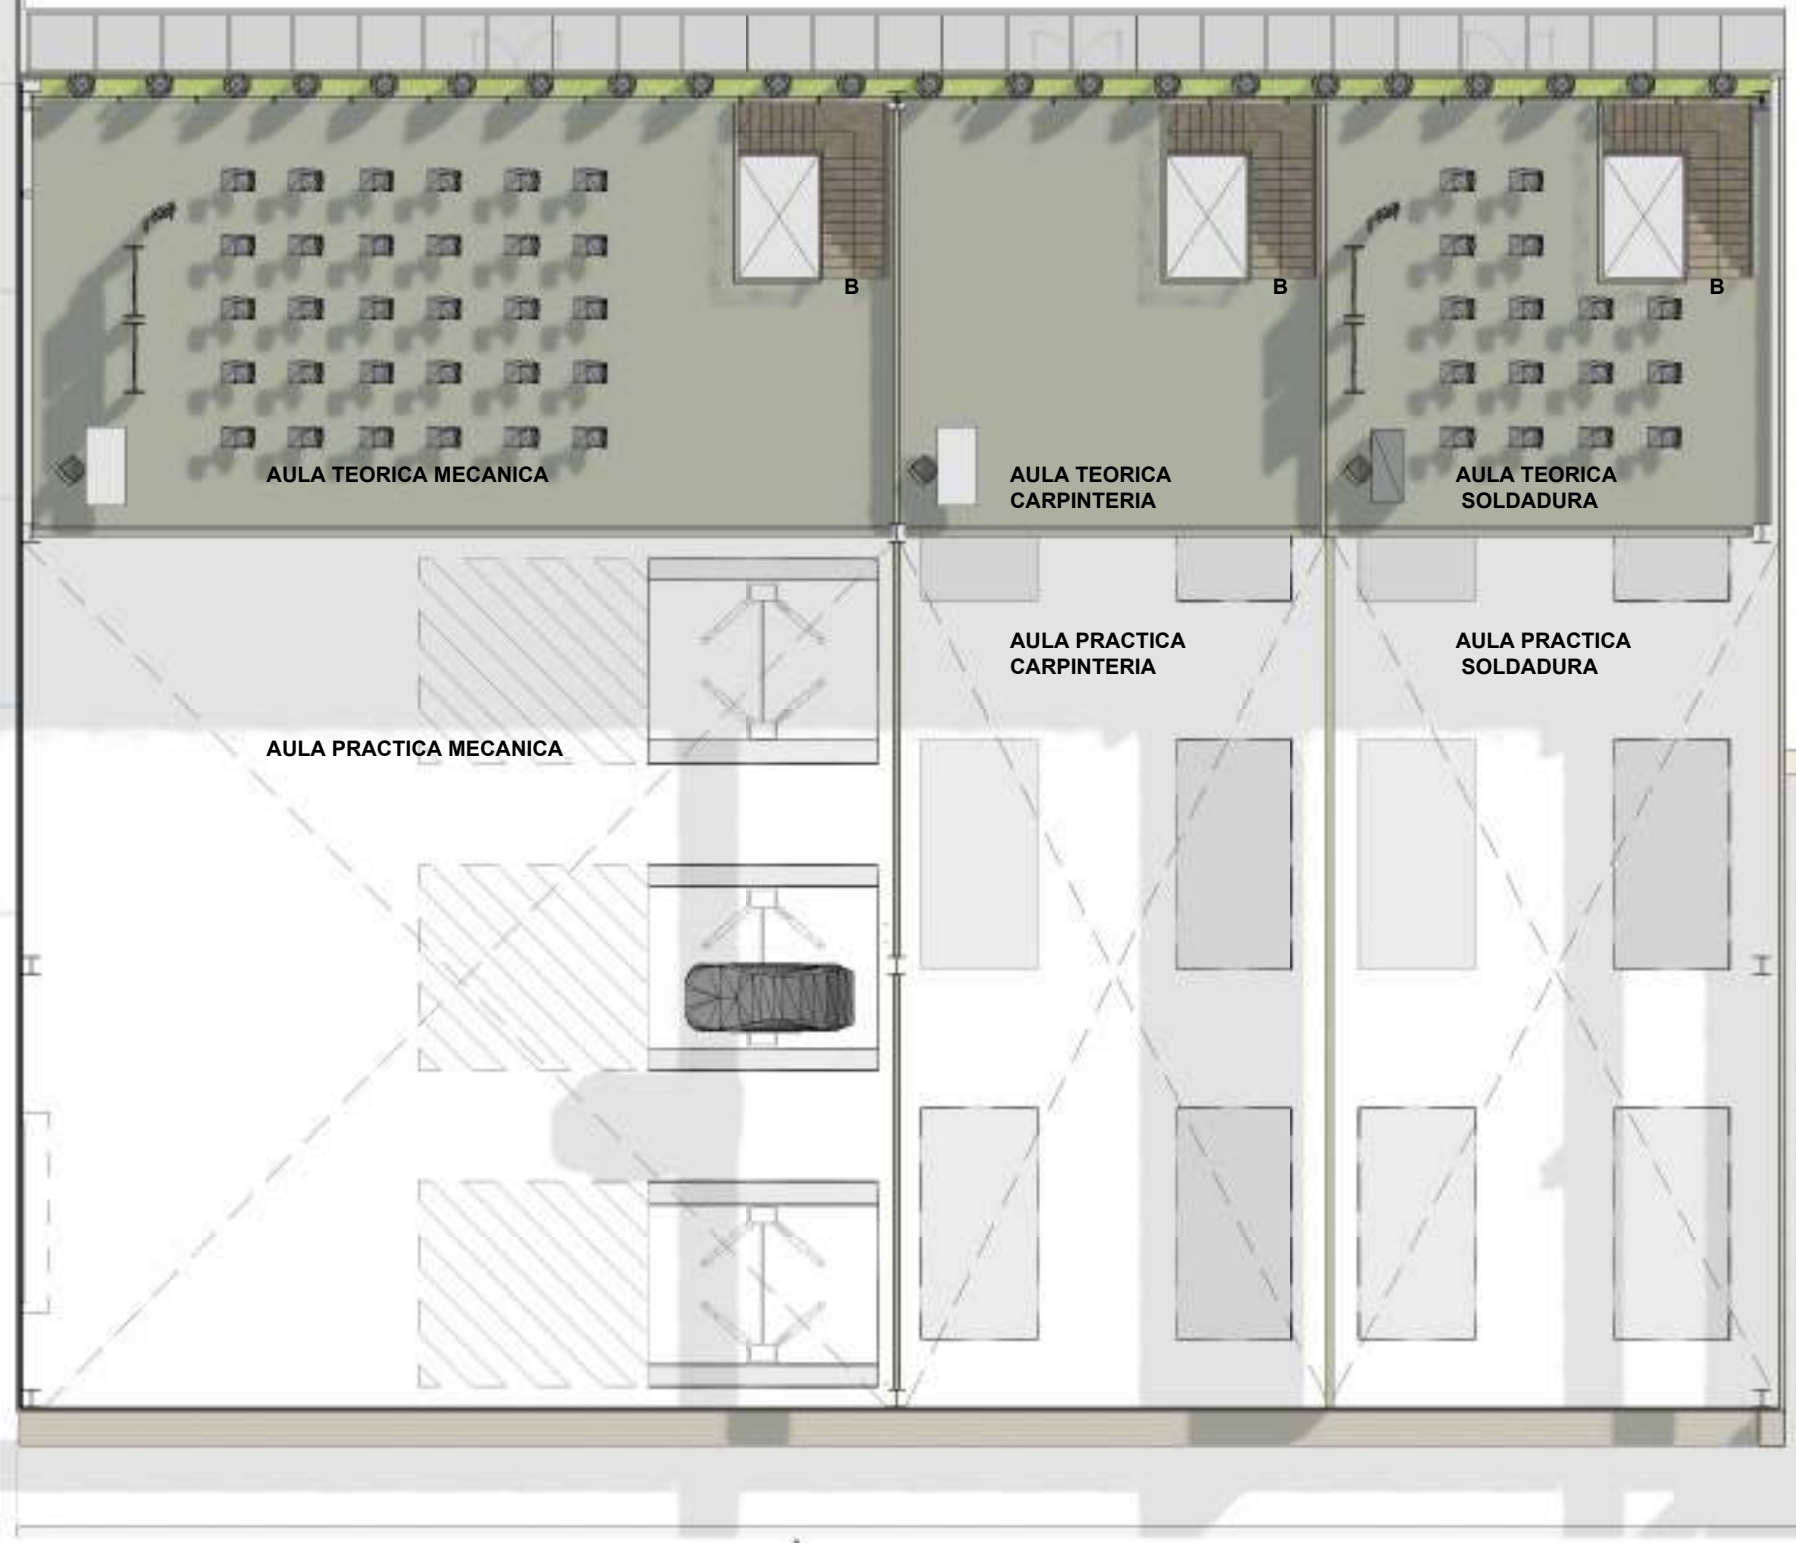 B
B
B
AULA TEORICA MECANICA
AULA TEORICA
CARPINTERIA
AULA TEORICA
SOLDADURA
AULA PRACTICA
CARPINTERIA
AULA PRACTICA
SOLDADURA
AULA PRACTICA MECANICA